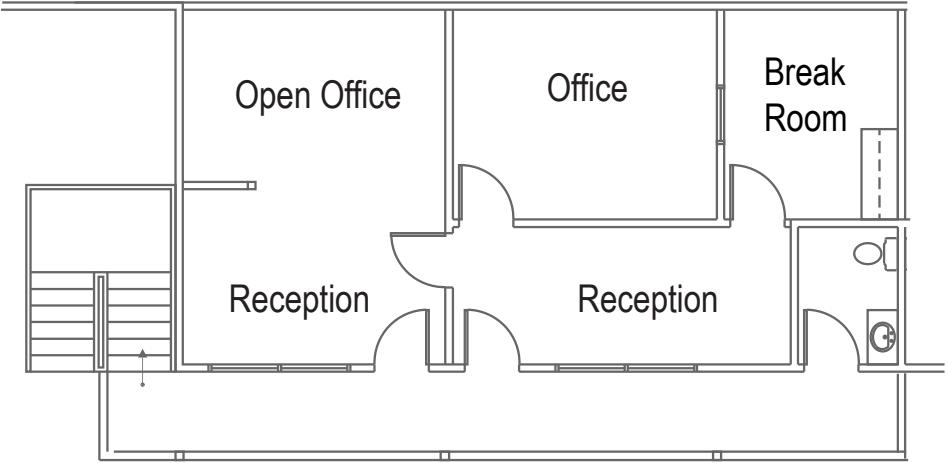 Open Office
Office
Break
Room
Reception
Reception